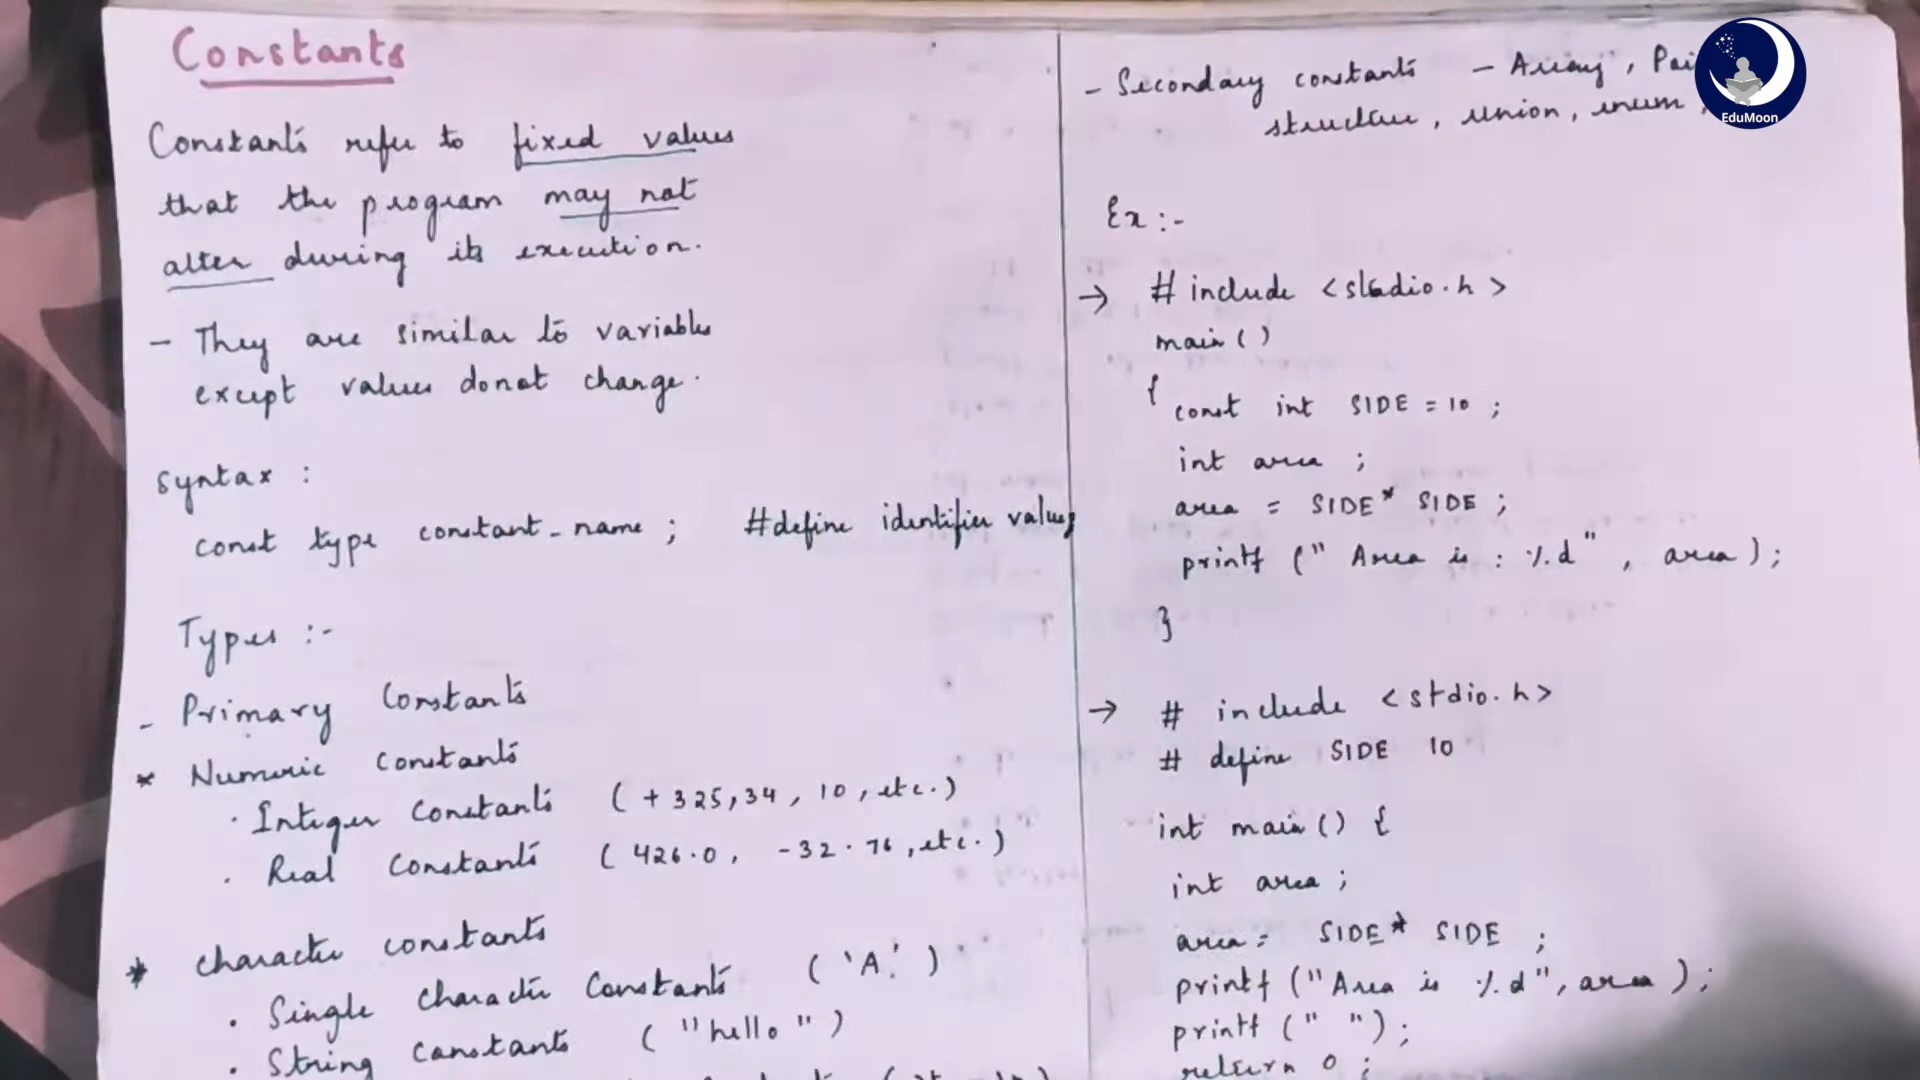 Constants
Constants refer to fixed values
that the program may not
alter during its execution.
- They are similar to variables
except values donot change.
Syntax :
const type constant_name ; #define identifier value;
Types :-
- Primary Constants
* Numeric constants
· Integer Constants (+325, 34, 10, etc.)
· Real Constants (426.0, -32.76, etc.)
* Character constants
· Single Character Constants ('A')
· String Constants ("hello")
- Secondary constants - Array,
structure, union, enum,
Ex :-
→ # include <stdio.h>
main ()
{
const int SIDE = 10 ;
int area ;
area = SIDE * SIDE ;
printf (" Area is : %d" , area ) ;
}
→ # include <stdio.h>
# define SIDE 10
int main () {
int area ;
area = SIDE * SIDE ;
printf ("Area is %d", area ) ;
printf (" ") ;
return 0 ;
EduMoon